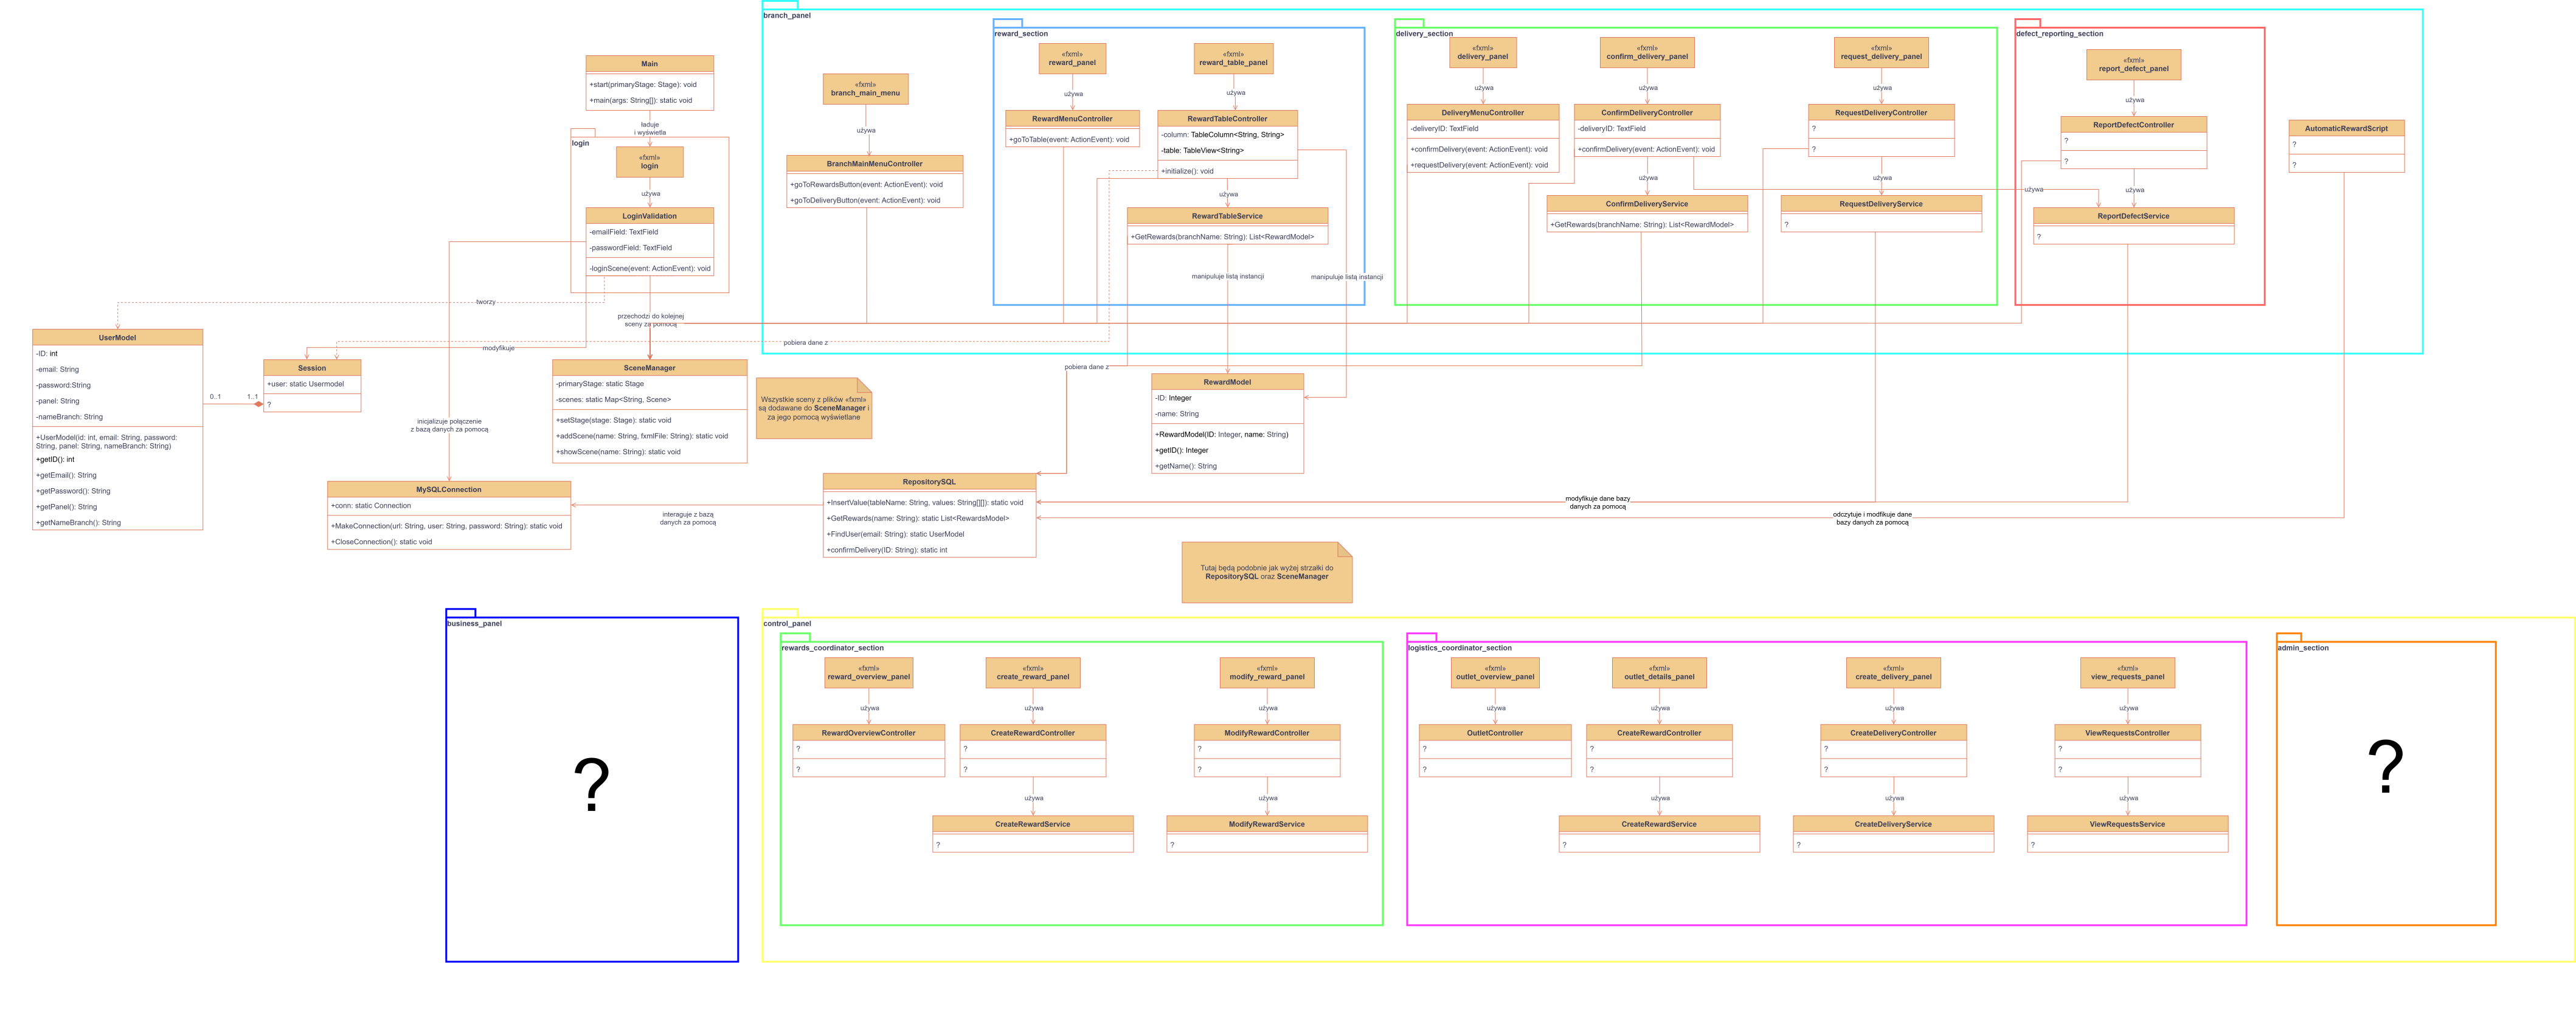 branch_panel
reward_section
delivery_section
defect_reporting_section
Main
+start(primaryStage: Stage): void
+main(args: String[]): static void
ładuje
i wyświetla
login
«fxml»
login
używa
LoginValidation
-emailField: TextField
-passwordField: TextField
-loginScene(event: ActionEvent): void
«fxml»
branch_main_menu
używa
BranchMainMenuController
+goToRewardsButton(event: ActionEvent): void
+goToDeliveryButton(event: ActionEvent): void
«fxml»
reward_panel
używa
RewardMenuController
+goToTable(event: ActionEvent): void
«fxml»
reward_table_panel
używa
RewardTableController
-column: TableColumn<String, String>
-table: TableView<String>
+initialize(): void
używa
RewardTableService
+GetRewards(branchName: String): List<RewardModel>
manipuluje listą instancji
manipuluje listą instancji
«fxml»
delivery_panel
używa
DeliveryMenuController
-deliveryID: TextField
+confirmDelivery(event: ActionEvent): void
+requestDelivery(event: ActionEvent): void
«fxml»
confirm_delivery_panel
używa
ConfirmDeliveryController
-deliveryID: TextField
+confirmDelivery(event: ActionEvent): void
używa
ConfirmDeliveryService
+GetRewards(branchName: String): List<RewardModel>
«fxml»
request_delivery_panel
używa
RequestDeliveryController
?
?
używa
RequestDeliveryService
?
używa
«fxml»
report_defect_panel
używa
ReportDefectController
?
?
używa
ReportDefectService
?
AutomaticRewardScript
?
?
tworzy
przechodzi do kolejnej
sceny za pomocą
modyfikuje
pobiera dane z
pobiera dane z
UserModel
-ID: int
-email: String
-password:String
-panel: String
-nameBranch: String
+UserModel(id: int, email: String, password:
String, panel: String, nameBranch: String)
+getID(): int
+getEmail(): String
+getPassword(): String
+getPanel(): String
+getNameBranch(): String
0..1
1..1
Session
+user: static Usermodel
?
inicjalizuje połączenie
z bazą danych za pomocą
SceneManager
-primaryStage: static Stage
-scenes: static Map<String, Scene>
+setStage(stage: Stage): static void
+addScene(name: String, fxmlFile: String): static void
+showScene(name: String): static void
Wszystkie sceny z plików «fxml»
są dodawane do SceneManager i
za jego pomocą wyświetlane
RewardModel
-ID: Integer
-name: String
+RewardModel(ID: Integer, name: String)
+getID(): Integer
+getName(): String
MySQLConnection
+conn: static Connection
+MakeConnection(url: String, user: String, password: String): static void
+CloseConnection(): static void
interaguje z bazą
danych za pomocą
RepositorySQL
+InsertValue(tableName: String, values: String[][]): static void
+GetRewards(name: String): static List<RewardsModel>
+FindUser(email: String): static UserModel
+confirmDelivery(ID: String): static int
modyfikuje dane bazy
danych za pomocą
odczytuje i modfikuje dane
bazy danych za pomocą
Tutaj będą podobnie jak wyżej strzałki do
RepositorySQL oraz SceneManager
business_panel
?
control_panel
rewards_coordinator_section
«fxml»
reward_overview_panel
używa
RewardOverviewController
?
?
«fxml»
create_reward_panel
używa
CreateRewardController
?
?
używa
CreateRewardService
?
«fxml»
modify_reward_panel
używa
ModifyRewardController
?
?
używa
ModifyRewardService
?
logistics_coordinator_section
«fxml»
outlet_overview_panel
używa
OutletController
?
?
«fxml»
outlet_details_panel
używa
CreateRewardController
?
?
używa
CreateRewardService
?
«fxml»
create_delivery_panel
używa
CreateDeliveryController
?
?
używa
CreateDeliveryService
?
«fxml»
view_requests_panel
używa
ViewRequestsController
?
?
używa
ViewRequestsService
?
admin_section
?